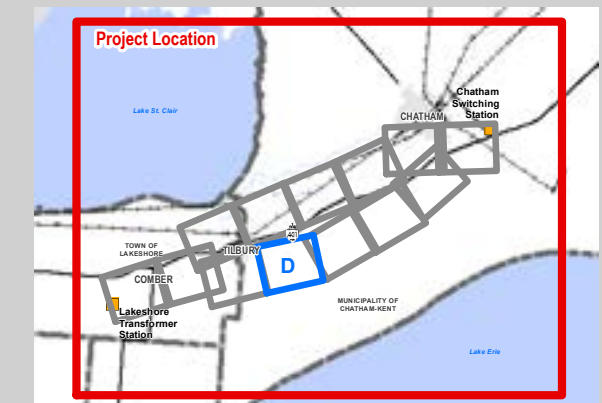 Project Location
Lake St. Clair
Chatham
Switching
Station
CHATHAM
401
TOWN OF
LAKESHORE
TILBURY
D
COMBER
MUNICIPALITY OF
CHATHAM-KENT
Lakeshore
Transformer
Station
Lake Erie